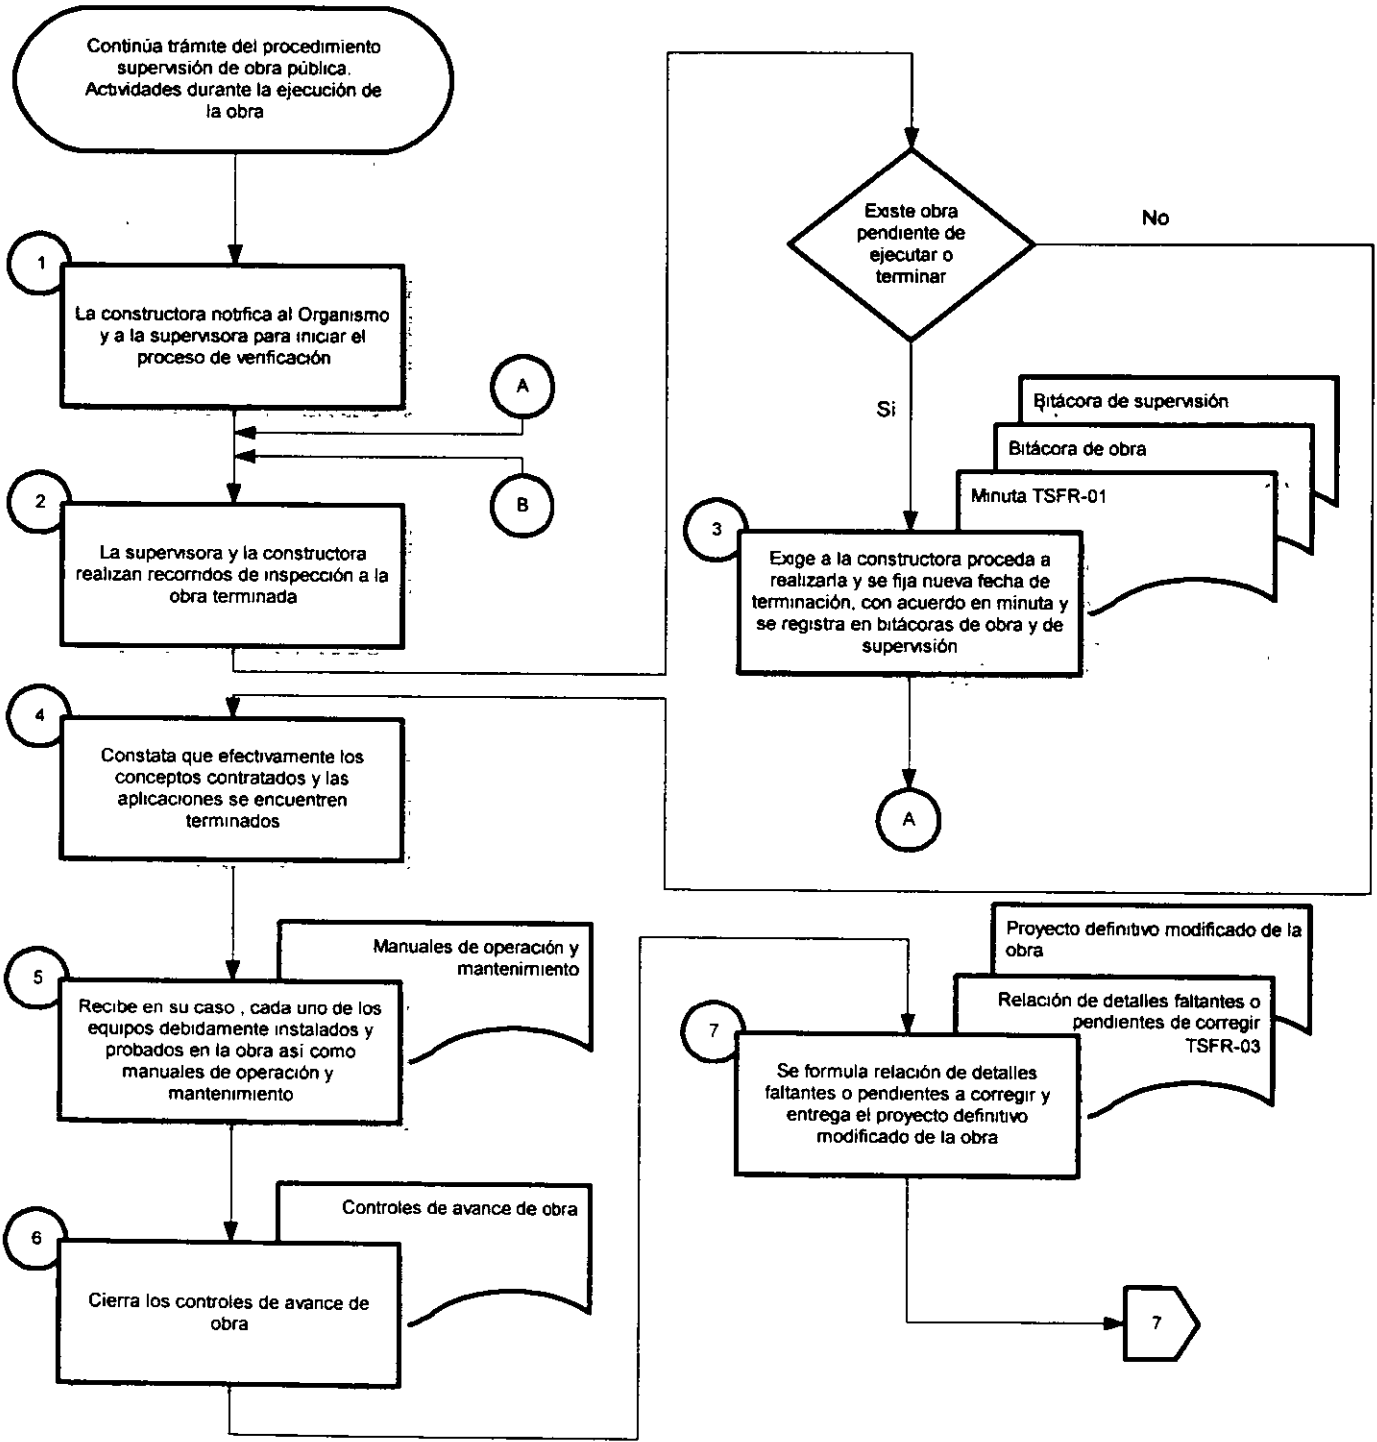 Continúa trámite del procedimiento
supervisión de obra pública.
Actividades durante la ejecución de
la obra
1
La constructora notifica al Organismo
y a la supervisora para iniciar el
proceso de verificación
A
B
2
La supervisora y la constructora
realizan recorridos de inspección a la
obra terminada
Existe obra
pendiente de
ejecutar o
terminar
No
Si
Bitácora de supervisión
Bitácora de obra
Minuta TSFR-01
3
Exige a la constructora proceda a
realizarla y se fija nueva fecha de
terminación, con acuerdo en minuta y
se registra en bitácoras de obra y de
supervisión
A
4
Constata que efectivamente los
conceptos contratados y las
aplicaciones se encuentren
terminados
Manuales de operación y
mantenimiento
5
Recibe en su caso , cada uno de los
equipos debidamente instalados y
probados en la obra así como
manuales de operación y
mantenimiento
Controles de avance de obra
6
Cierra los controles de avance de
obra
Proyecto definitivo modificado de la
obra
Relación de detalles faltantes o
pendientes de corregir
TSFR-03
7
Se formula relación de detalles
faltantes o pendientes a corregir y
entrega el proyecto definitivo
modificado de la obra
7